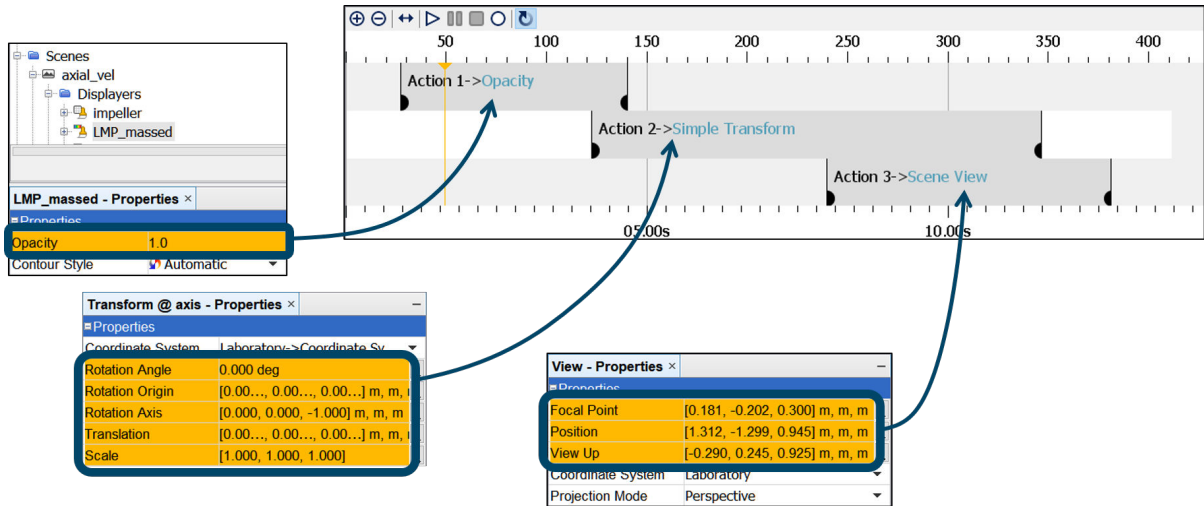 50 100 150 200 250 300 350 400
Action 1->Opacity
Action 2->Simple Transform
Action 3->Scene View
05.00s 10.00s
Scenes
axial_vel
Displayers
impeller
LMP_massed
LMP_massed - Properties ×
Properties
Opacity 1.0
Contour Style Automatic
Transform @ axis - Properties ×
Properties
Coordinate System Laboratory->Coordinate Sy
Rotation Angle 0.000 deg
Rotation Origin [0.00..., 0.00..., 0.00...] m, m,
Rotation Axis [0.000, 0.000, -1.000] m, m, m
Translation [0.00..., 0.00..., 0.00...] m, m,
Scale [1.000, 1.000, 1.000]
View - Properties ×
Properties
Focal Point [0.181, -0.202, 0.300] m, m, m
Position [1.312, -1.299, 0.945] m, m, m
View Up [-0.290, 0.245, 0.925] m, m, m
Coordinate System Laboratory
Projection Mode Perspective